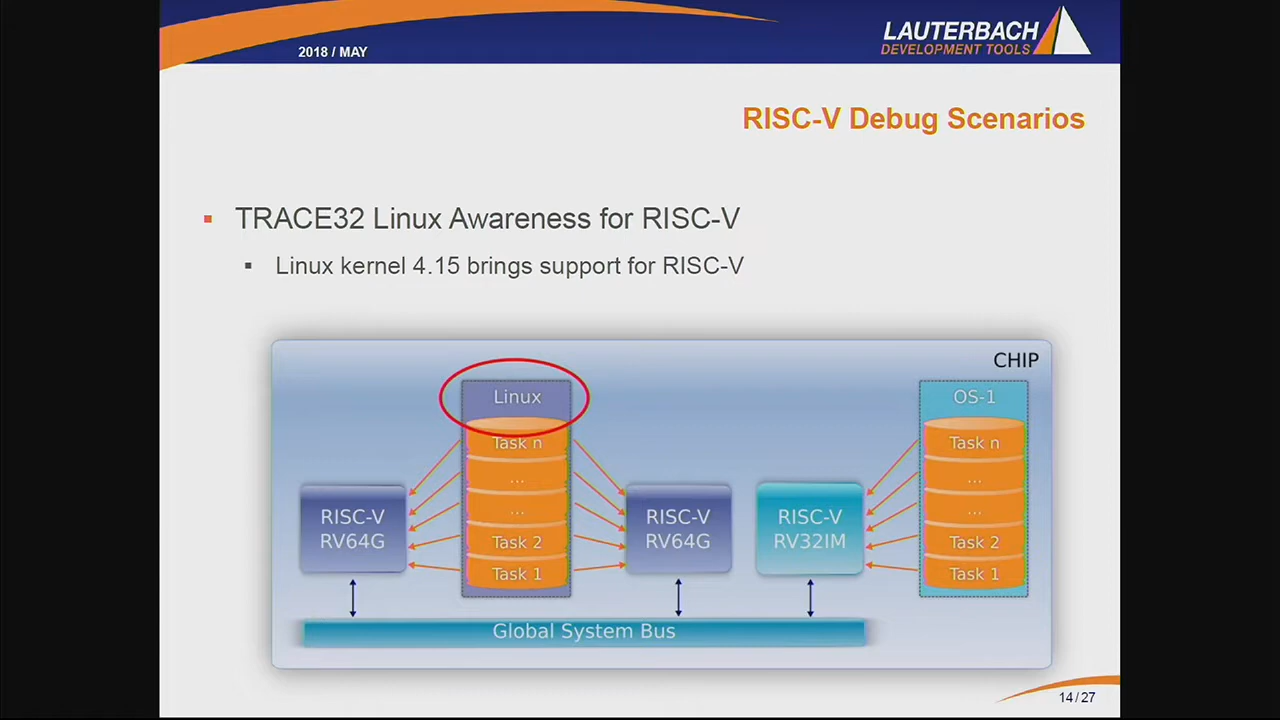 2018 / MAY
LAUTERBACH
DEVELOPMENT TOOLS
RISC-V Debug Scenarios
TRACE32 Linux Awareness for RISC-V
Linux kernel 4.15 brings support for RISC-V
CHIP
Linux
Task n
...
...
Task 2
Task 1
RISC-V
RV64G
RISC-V
RV64G
RISC-V
RV32IM
OS-1
Task n
...
...
Task 2
Task 1
Global System Bus
14 / 27